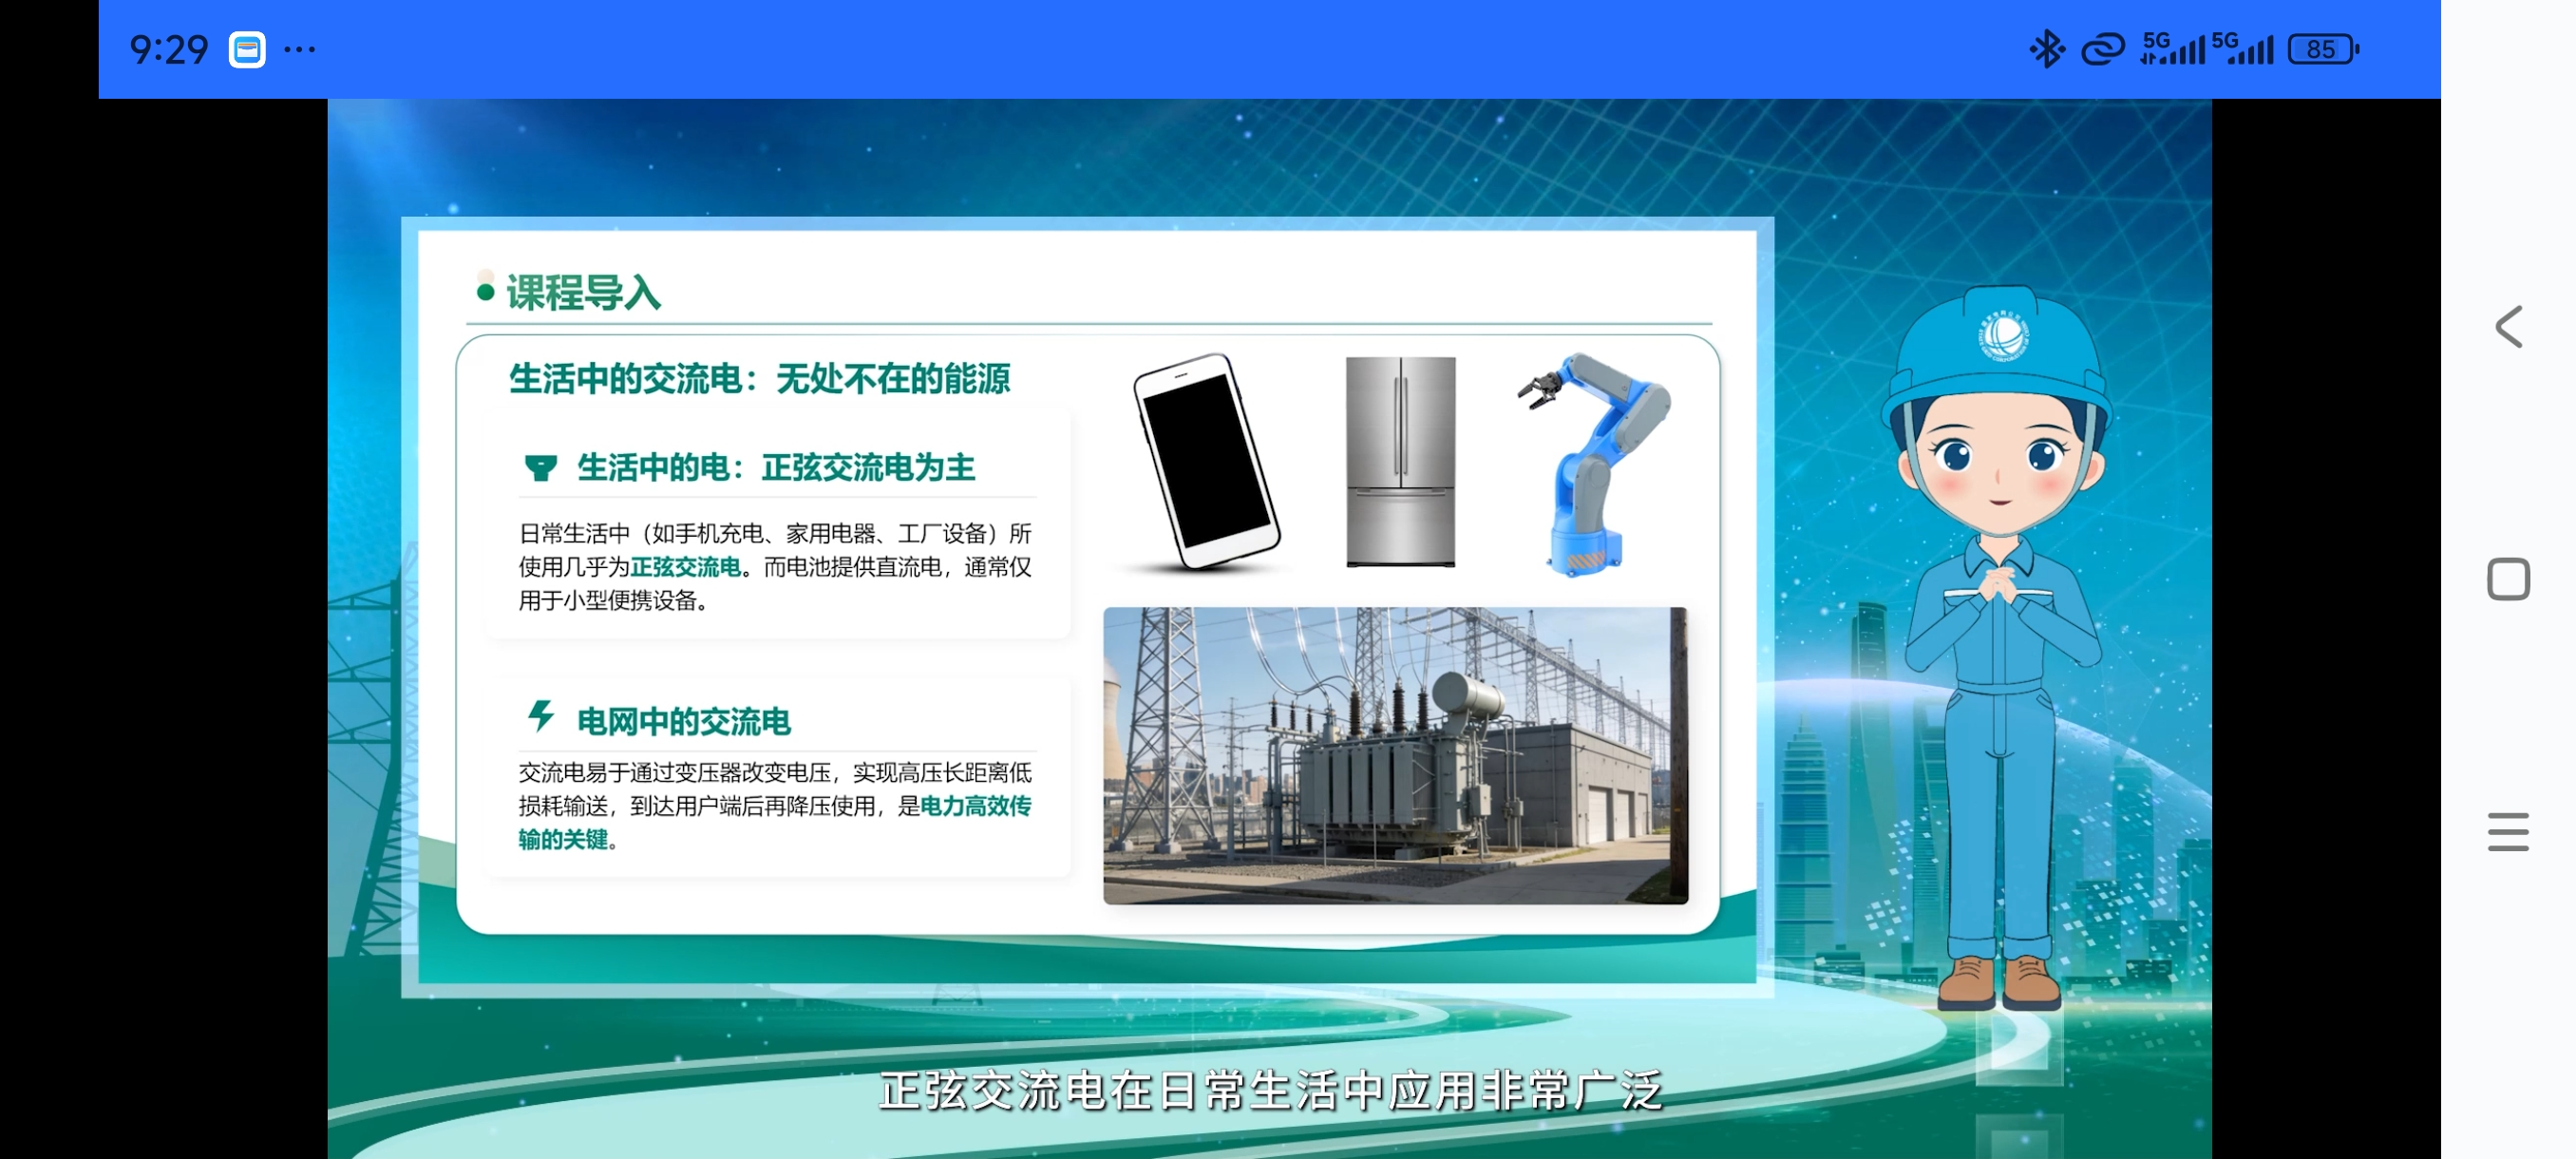 9:29
5G 5G 85
课程导入
生活中的交流电：无处不在的能源
生活中的电：正弦交流电为主
日常生活中（如手机充电、家用电器、工厂设备）所
使用几乎为正弦交流电。而电池提供直流电，通常仅
用于小型便携设备。
电网中的交流电
交流电易于通过变压器改变电压，实现高压长距离低
损耗输送，到达用户端后再降压使用，是电力高效传
输的关键。
正弦交流电在日常生活中应用非常广泛